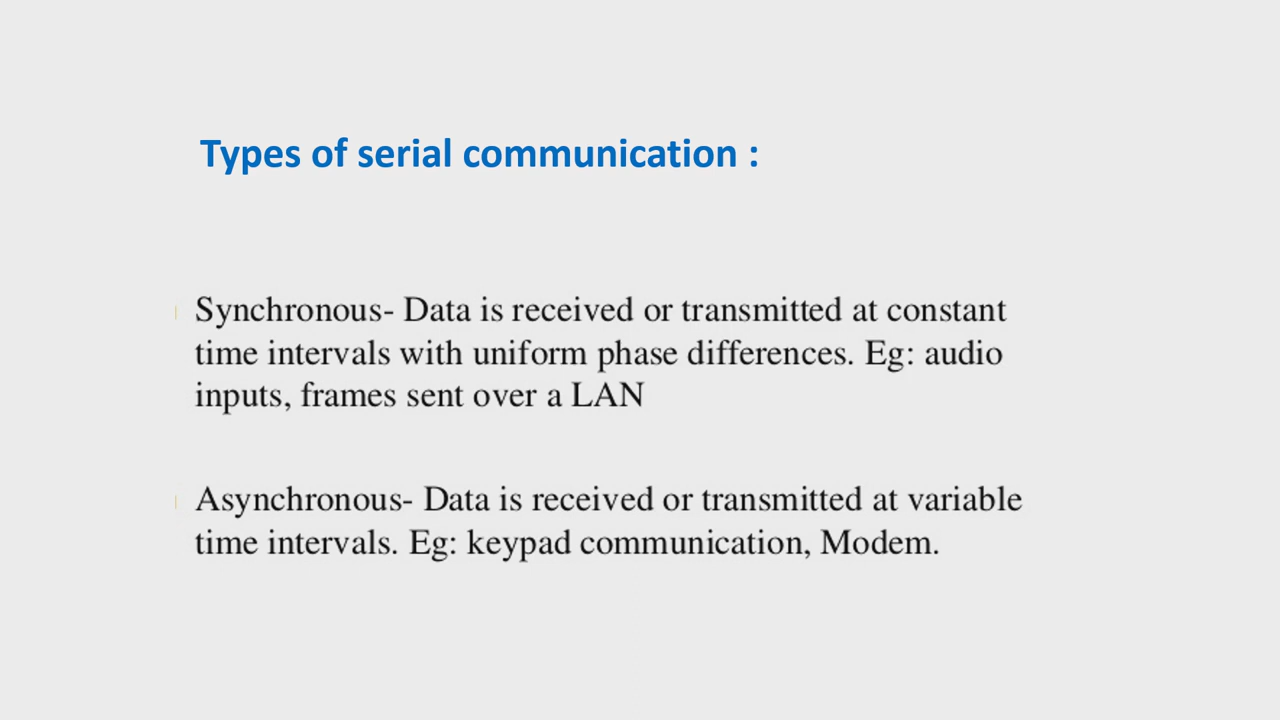 Types of serial communication :
Synchronous- Data is received or transmitted at constant
time intervals with uniform phase differences. Eg: audio
inputs, frames sent over a LAN
Asynchronous- Data is received or transmitted at variable
time intervals. Eg: keypad communication, Modem.